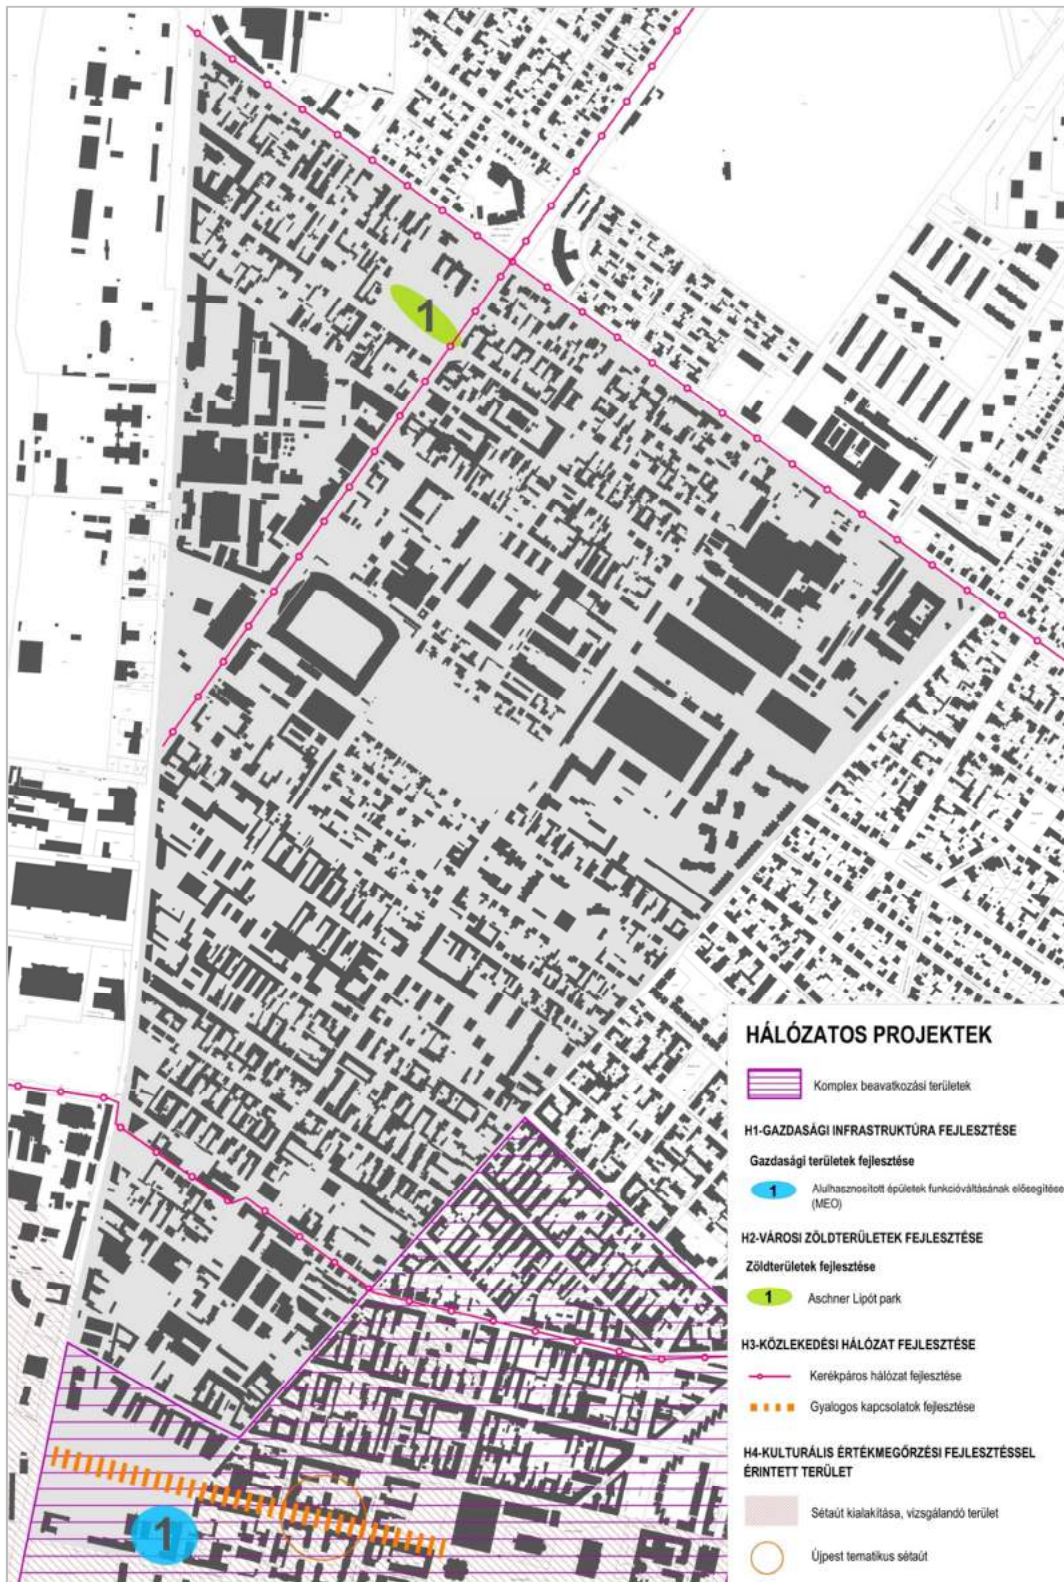 1
1
HÁLÓZATOS PROJEKTEK
Komplex beavatkozási területek
H1-GAZDASÁGI INFRASTRUKTÚRA FEJLESZTÉSE
Gazdasági területek fejlesztése
1
Alulhasznosított épületek funkcióváltásának elősegítése
(MEO)
H2-VÁROSI ZÖLDTERÜLETEK FEJLESZTÉSE
Zöldterületek fejlesztése
1
Aschner Lipót park
H3-KÖZLEKEDÉSI HÁLÓZAT FEJLESZTÉSE
Kerékpáros hálózat fejlesztése
Gyalogos kapcsolatok fejlesztése
H4-KULTURÁLIS ÉRTÉKMEGŐRZÉSI FEJLESZTÉSSEL
ÉRINTETT TERÜLET
Sétaút kialakítása, vizsgálandó terület
Újpest tematikus sétaút